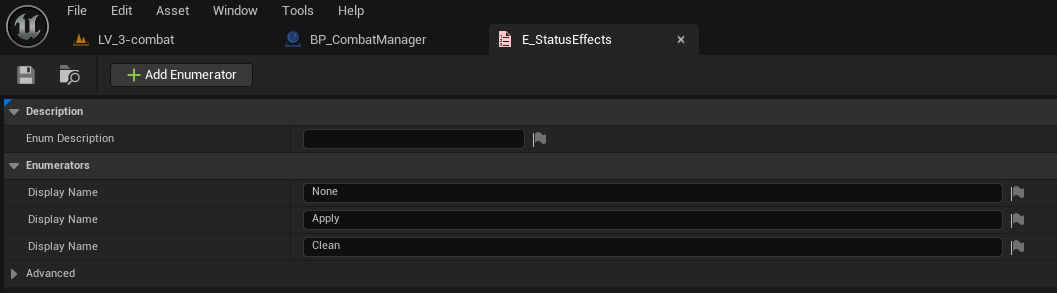 File Edit Asset Window Tools Help
LV_3-combat BP_CombatManager E_StatusEffects
Add Enumerator
Description
Enum Description
Enumerators
Display Name None
Display Name Apply
Display Name Clean
Advanced